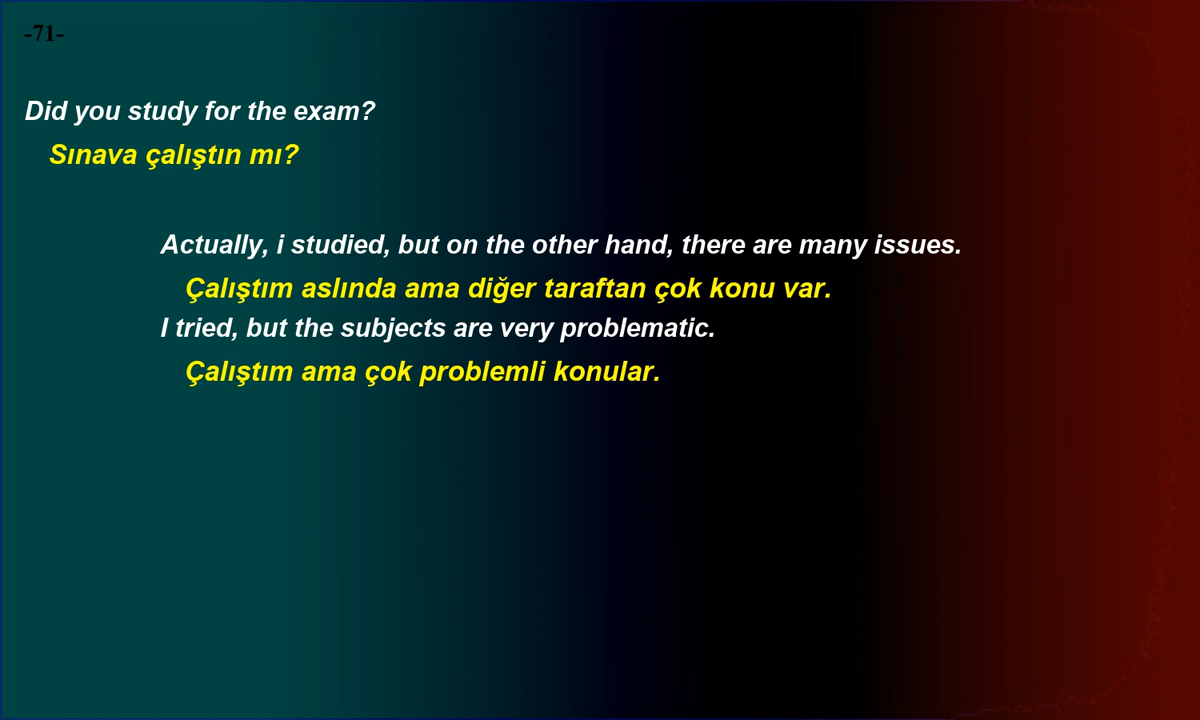 -71-
Did you study for the exam?
Sınava çalıştın mı?
Actually, i studied, but on the other hand, there are many issues.
Çalıştım aslında ama diğer taraftan çok konu var.
I tried, but the subjects are very problematic.
Çalıştım ama çok problemli konular.